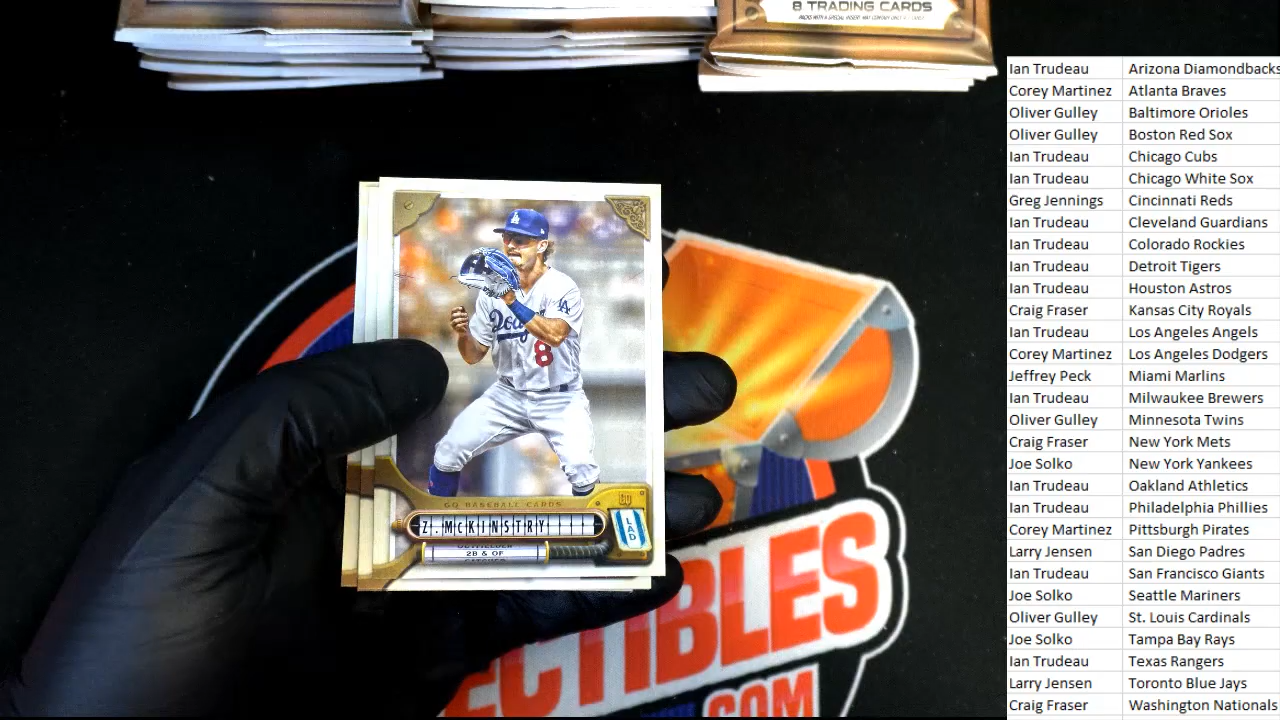 8 TRADING CARDS
Dodgers
8
LA
GQ BASEBALL CARDS
Z. McKINSTRY
2B & OF
LAD
ECTIBLES
.COM
Ian Trudeau Arizona Diamondbacks
Corey Martinez Atlanta Braves
Oliver Gulley Baltimore Orioles
Oliver Gulley Boston Red Sox
Ian Trudeau Chicago Cubs
Ian Trudeau Chicago White Sox
Greg Jennings Cincinnati Reds
Ian Trudeau Cleveland Guardians
Ian Trudeau Colorado Rockies
Ian Trudeau Detroit Tigers
Ian Trudeau Houston Astros
Craig Fraser Kansas City Royals
Ian Trudeau Los Angeles Angels
Corey Martinez Los Angeles Dodgers
Jeffrey Peck Miami Marlins
Ian Trudeau Milwaukee Brewers
Oliver Gulley Minnesota Twins
Craig Fraser New York Mets
Joe Solko New York Yankees
Ian Trudeau Oakland Athletics
Ian Trudeau Philadelphia Phillies
Corey Martinez Pittsburgh Pirates
Larry Jensen San Diego Padres
Ian Trudeau San Francisco Giants
Joe Solko Seattle Mariners
Oliver Gulley St. Louis Cardinals
Joe Solko Tampa Bay Rays
Ian Trudeau Texas Rangers
Larry Jensen Toronto Blue Jays
Craig Fraser Washington Nationals